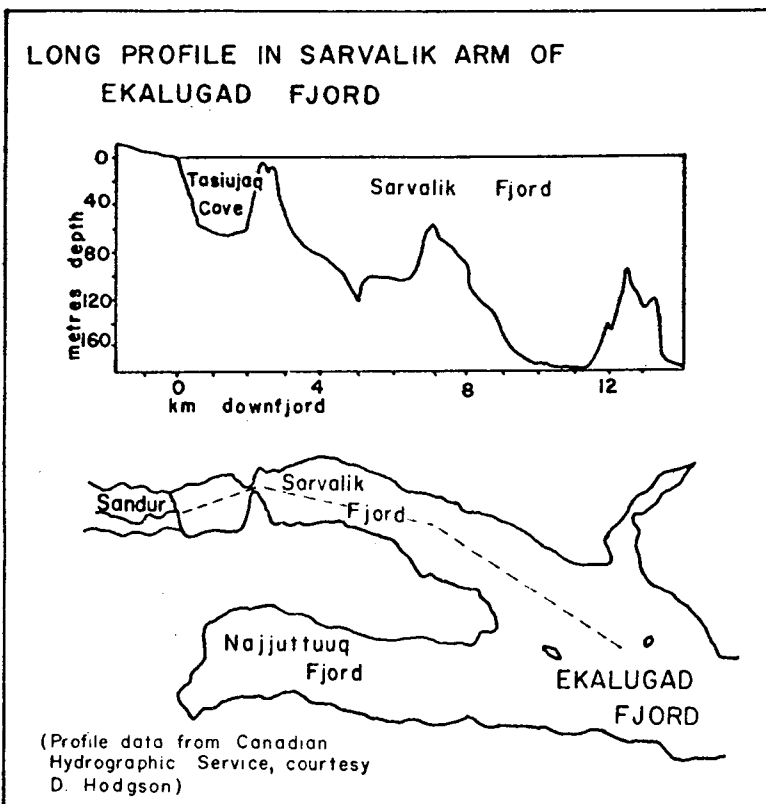 LONG PROFILE IN SARVALIK ARM OF
EKALUGAD FJORD
0
40
80
120
160
metres depth
Tasiujaq
Cove
Sarvalik Fjord
0 4 8 12
km downfjord
Sandur
Sarvalik
Fjord
Najjuttuuq
Fjord
EKALUGAD
FJORD
(Profile data from Canadian
Hydrographic Service, courtesy
D. Hodgson)